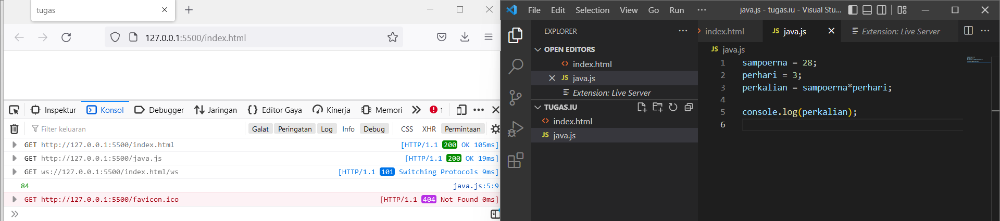 tugas
127.0.0.1:5500/index.html
Inspektur
Konsol
Debugger
Jaringan
Editor Gaya
Kinerja
Memori
1
Filter keluaran
Galat
Peringatan
Log
Info
Debug
CSS
XHR
Permintaan
GET http://127.0.0.1:5500/index.html [HTTP/1.1 200 OK 105ms]
GET http://127.0.0.1:5500/java.js [HTTP/1.1 200 OK 19ms]
GET ws://127.0.0.1:5500/index.html/ws [HTTP/1.1 101 Switching Protocols 9ms]
84 java.js:5:9
GET http://127.0.0.1:5500/favicon.ico [HTTP/1.1 404 Not Found 0ms]
File Edit Selection View Go Run ··· java.js - tugas.iu - Visual Stu...
EXPLORER
OPEN EDITORS
index.html
JS java.js
Extension: Live Server
TUGAS.IU
index.html
JS java.js
index.html
JS java.js
Extension: Live Server
JS java.js
1 sampoerna = 28;
2 perhari = 3;
3 perkalian = sampoerna*perhari;
4
5 console.log(perkalian);
6